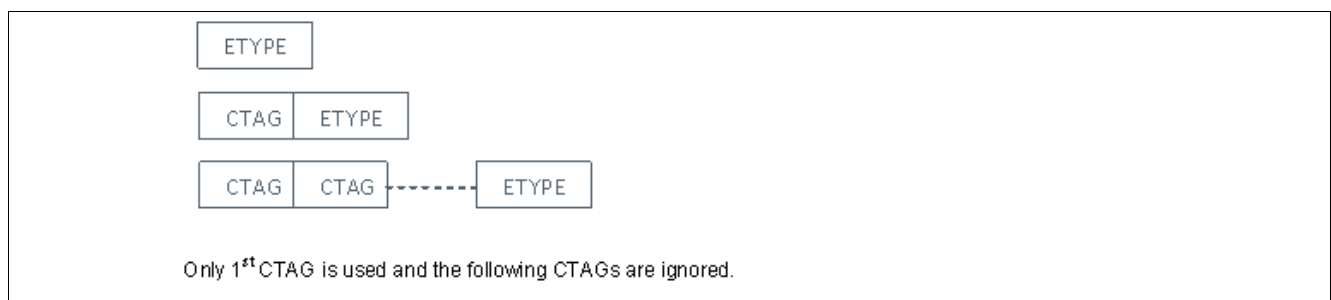 ETYPE
CTAG ETYPE
CTAG CTAG ETYPE
Only 1st CTAG is used and the following CTAGs are ignored.